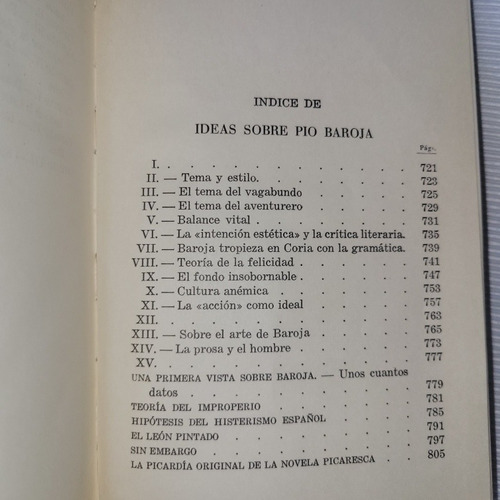 INDICE DE
IDEAS SOBRE PIO BAROJA
Págs.
I. . . . . . . . . . . . . 721
II. — Tema y estilo. . . . . . . . 723
III. — El tema del vagabundo . . . . . 725
IV. — El tema del aventurero . . . . . 729
V. — Balance vital . . . . . . . . 731
VI. — La «intención estética» y la crítica literaria. 735
VII. — Baroja tropieza en Coria con la gramática. 739
VIII. — Teoría de la felicidad . . . . . . 741
IX. — El fondo insobornable . . . . . . 747
X. — Cultura anémica . . . . . . . 753
XI. — La «acción» como ideal . . . . . 757
XII. . . . . . . . . . . . . 763
XIII. — Sobre el arte de Baroja . . . . . 765
XIV. — La prosa y el hombre . . . . . . 773
XV. . . . . . . . . . . . . 777
UNA PRIMERA VISTA SOBRE BAROJA. — Unos cuantos
datos . . . . . . . . . . . 779
TEORÍA DEL IMPROPERIO . . . . . . . 781
HIPÓTESIS DEL HISTERISMO ESPAÑOL . . . . 785
EL LEÓN PINTADO . . . . . . . . 791
SIN EMBARGO . . . . . . . . . 797
LA PICARDÍA ORIGINAL DE LA NOVELA PICARESCA . . 805